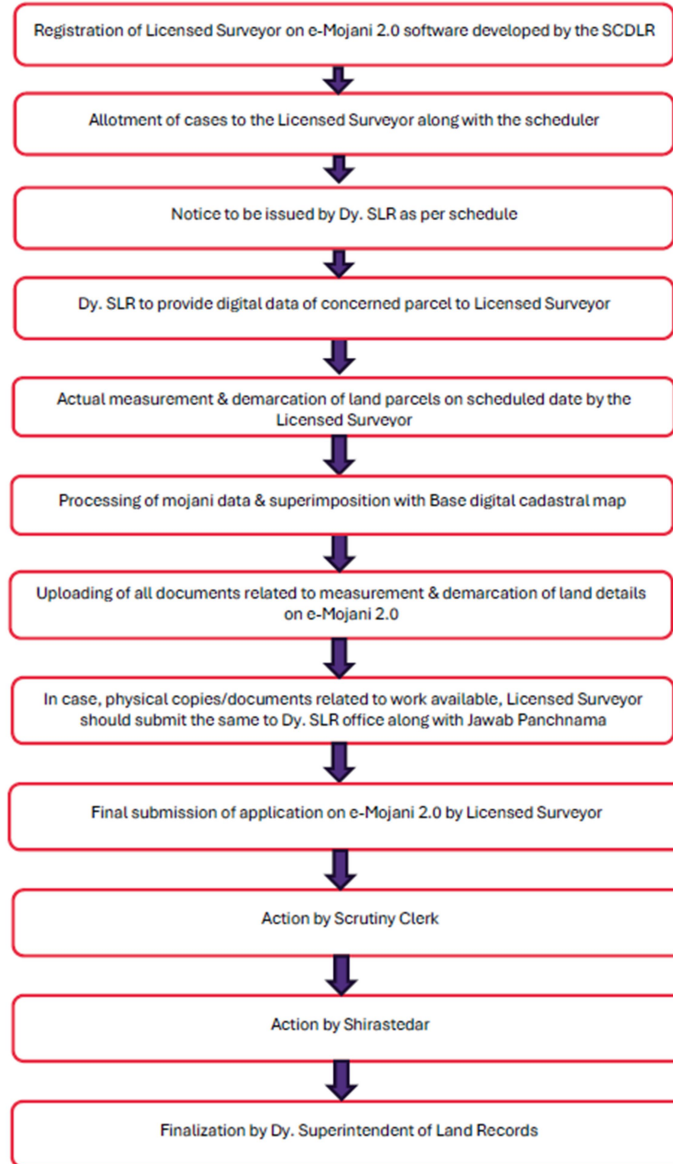 Registration of Licensed Surveyor on e-Mojani 2.0 software developed by the SCDLR
Allotment of cases to the Licensed Surveyor along with the scheduler
Notice to be issued by Dy. SLR as per schedule
Dy. SLR to provide digital data of concerned parcel to Licensed Surveyor
Actual measurement & demarcation of land parcels on scheduled date by the
Licensed Surveyor
Processing of mojani data & superimposition with Base digital cadastral map
Uploading of all documents related to measurement & demarcation of land details
on e-Mojani 2.0
In case, physical copies/documents related to work available, Licensed Surveyor
should submit the same to Dy. SLR office along with Jawab Panchnama
Final submission of application on e-Mojani 2.0 by Licensed Surveyor
Action by Scrutiny Clerk
Action by Shirastedar
Finalization by Dy. Superintendent of Land Records